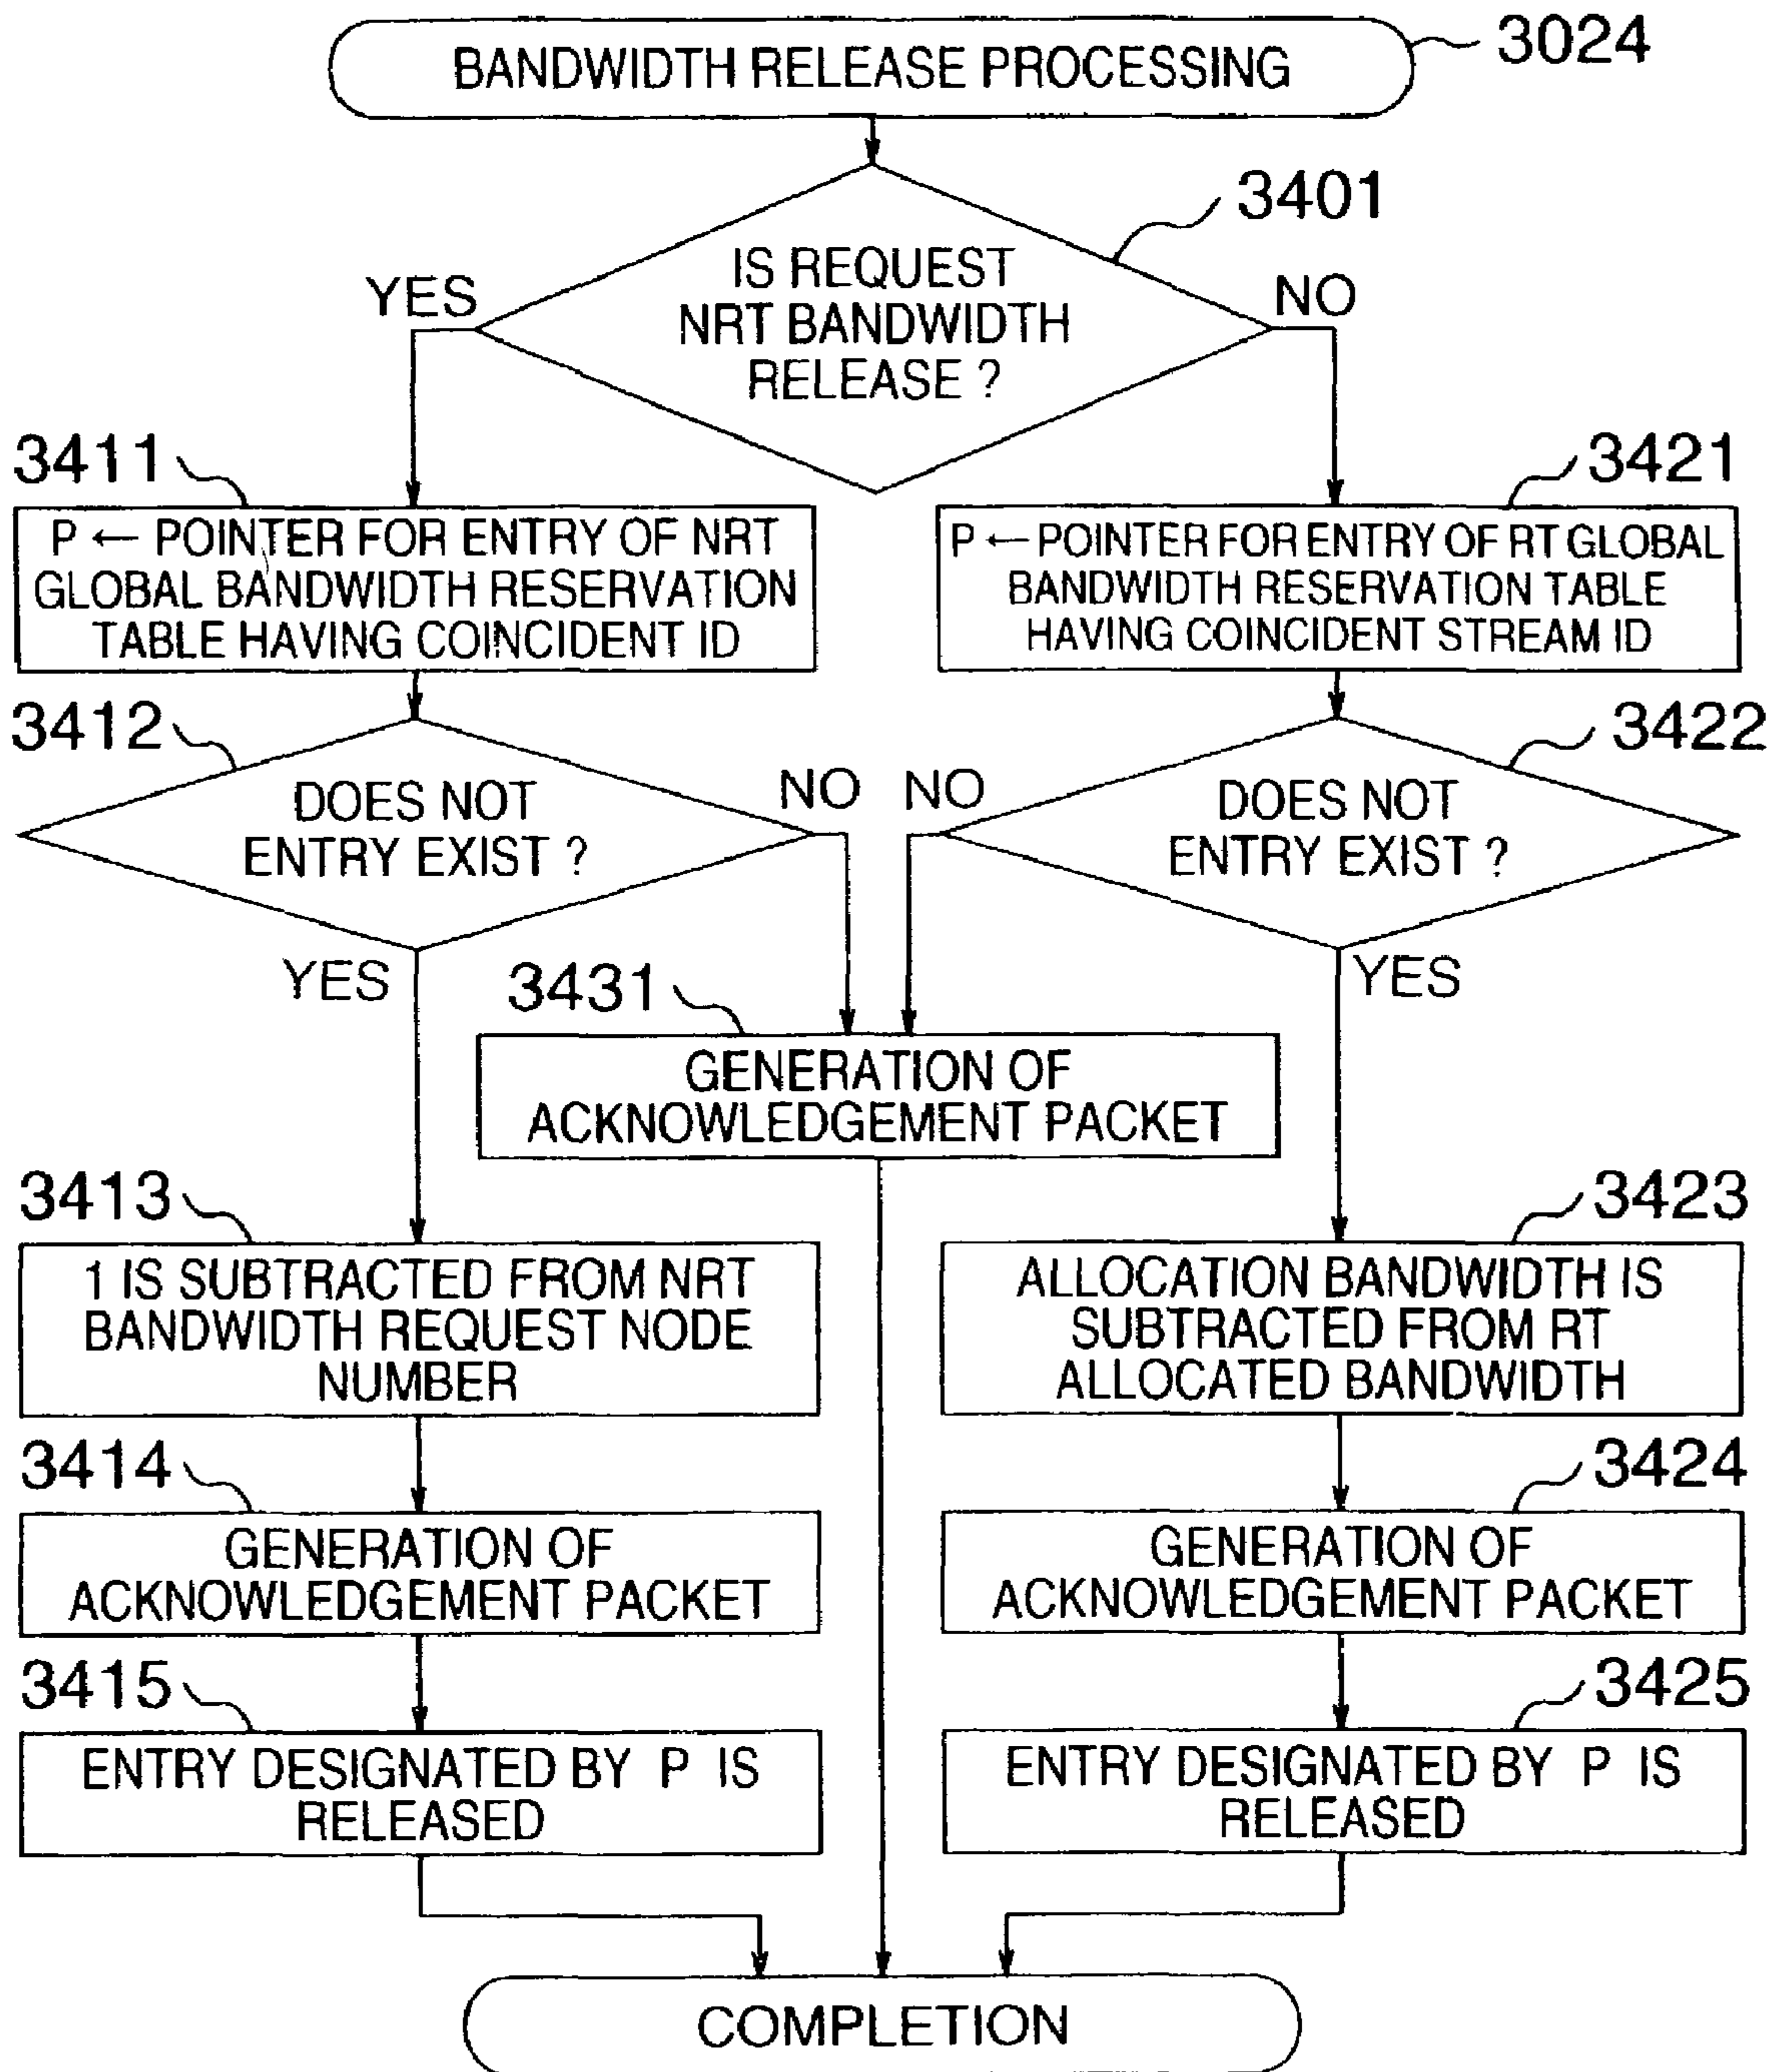 BANDWIDTH RELEASE PROCESSING
3024
3401
IS REQUEST
NRT BANDWIDTH
RELEASE ?
YES
NO
3411
P ← POINTER FOR ENTRY OF NRT
GLOBAL BANDWIDTH RESERVATION
TABLE HAVING COINCIDENT ID
3421
P ← POINTER FOR ENTRY OF RT GLOBAL
BANDWIDTH RESERVATION TABLE
HAVING COINCIDENT STREAM ID
3412
DOES NOT
ENTRY EXIST ?
NO
YES
3422
DOES NOT
ENTRY EXIST ?
NO
YES
3431
GENERATION OF
ACKNOWLEDGEMENT PACKET
3413
1 IS SUBTRACTED FROM NRT
BANDWIDTH REQUEST NODE
NUMBER
3423
ALLOCATION BANDWIDTH IS
SUBTRACTED FROM RT
ALLOCATED BANDWIDTH
3414
GENERATION OF
ACKNOWLEDGEMENT PACKET
3424
GENERATION OF
ACKNOWLEDGEMENT PACKET
3415
ENTRY DESIGNATED BY P IS
RELEASED
3425
ENTRY DESIGNATED BY P IS
RELEASED
COMPLETION